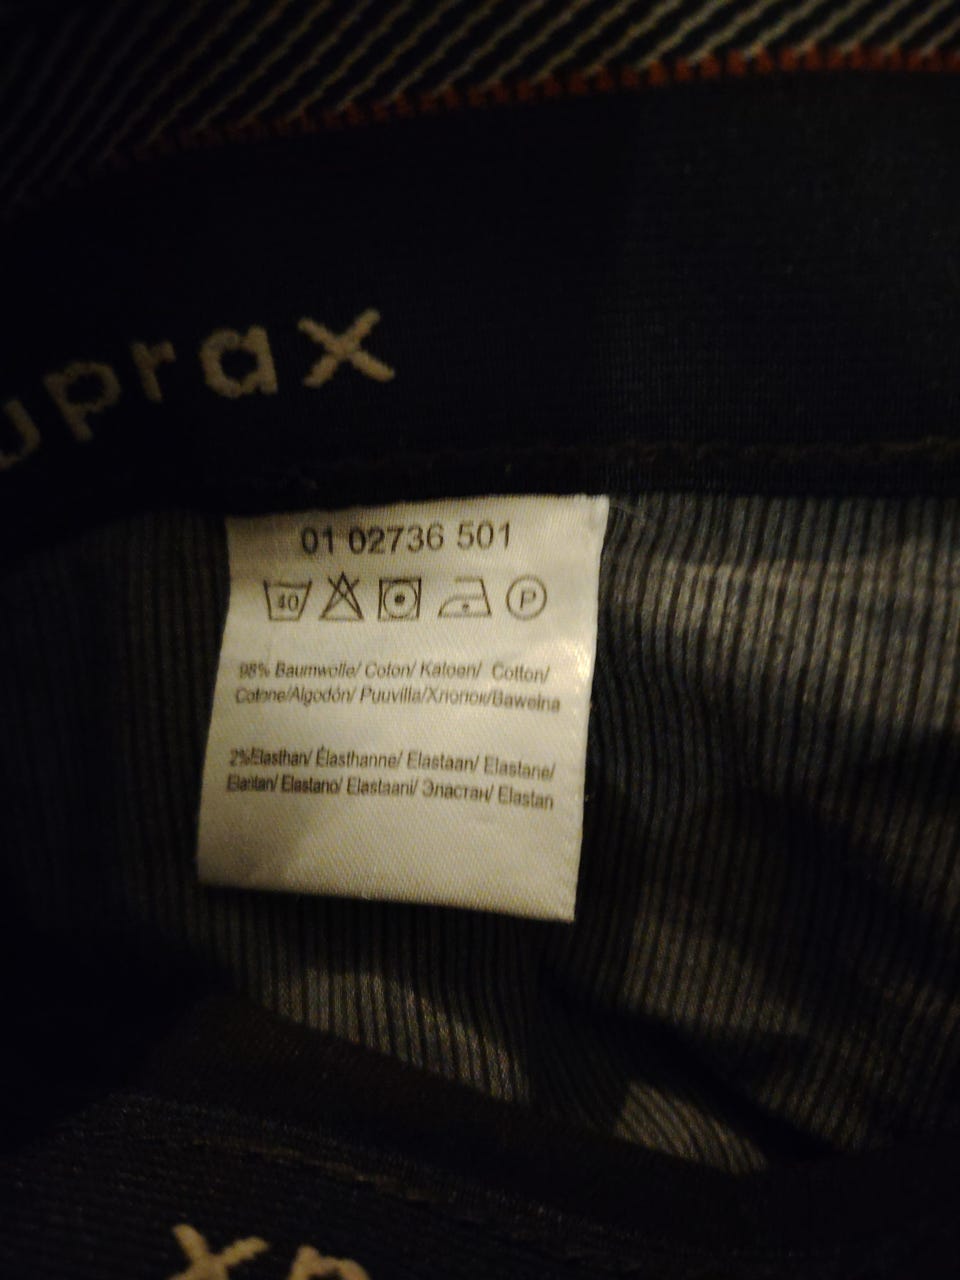 uprax
01 02736 501
40 P
98% Baumwolle/ Coton/ Katoen/ Cotton/
Cotone/Algodón/ Puuvilla/Хлопок/Bawełna
2%Elasthan/ Élasthanne/ Elastaan/ Elastane/
Elastan/ Elastano/ Elastaani/ Эластан/ Elastan